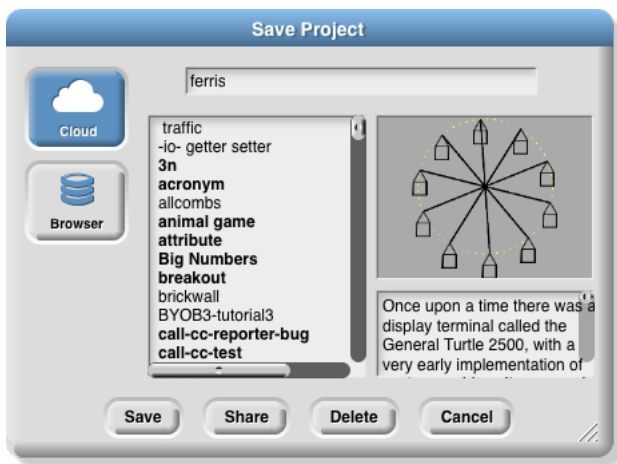 Save Project
Cloud
Browser
ferris
traffic
-io- getter setter
3n
acronym
allcombs
animal game
attribute
Big Numbers
breakout
brickwall
BYOB3-tutorial3
call-cc-reporter-bug
call-cc-test
Once upon a time there was a
display terminal called the
General Turtle 2500, with a
very early implementation of
Save
Share
Delete
Cancel